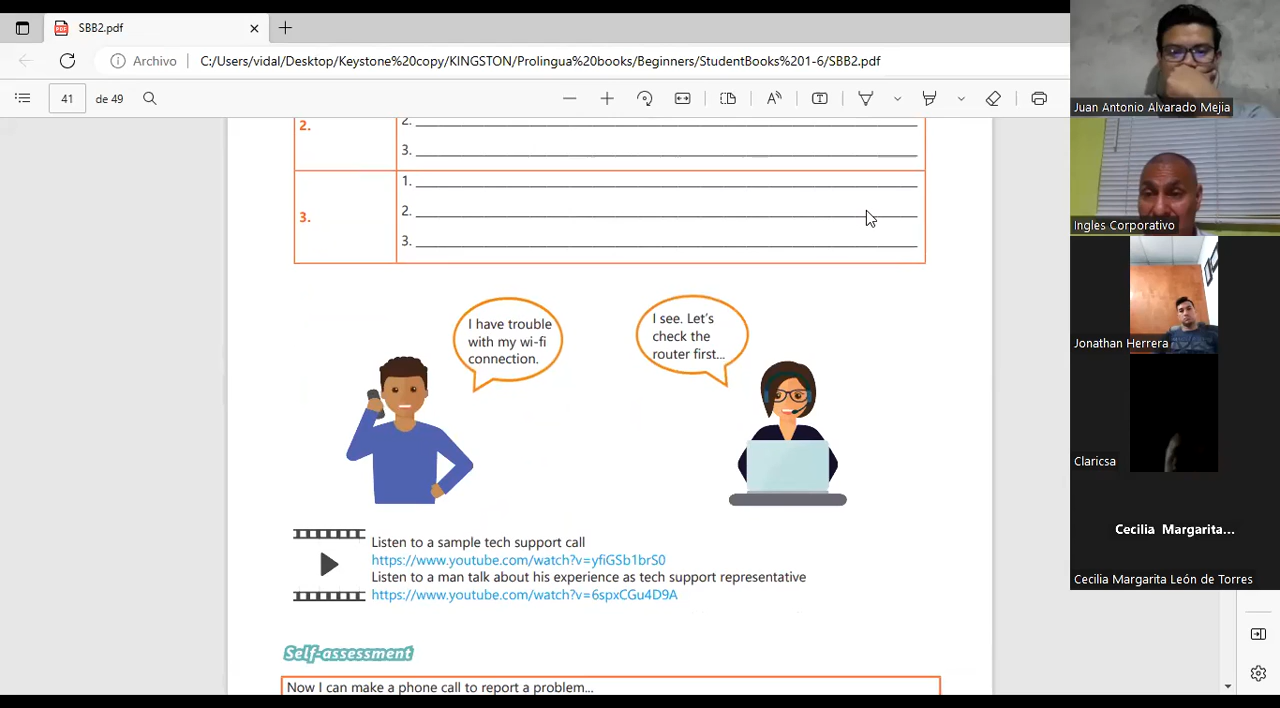 SBB2.pdf
Archivo
C:/Users/vidal/Desktop/Keystone%20copy/KINGSTON/Prolingua%20books/Beginners/StudentBooks%201-6/SBB2.pdf
41
de 49
2.
2.
3.
3.
1.
2.
3.
I have trouble
with my wi-fi
connection.
I see. Let's
check the
router first...
Listen to a sample tech support call
https://www.youtube.com/watch?v=yfiGSb1brS0
Listen to a man talk about his experience as tech support representative
https://www.youtube.com/watch?v=6spxCGu4D9A
Self-assessment
Now I can make a phone call to report a problem...
Juan Antonio Alvarado Mejia
Ingles Corporativo
Jonathan Herrera
Claricsa
Cecilia Margarita...
Cecilia Margarita León de Torres